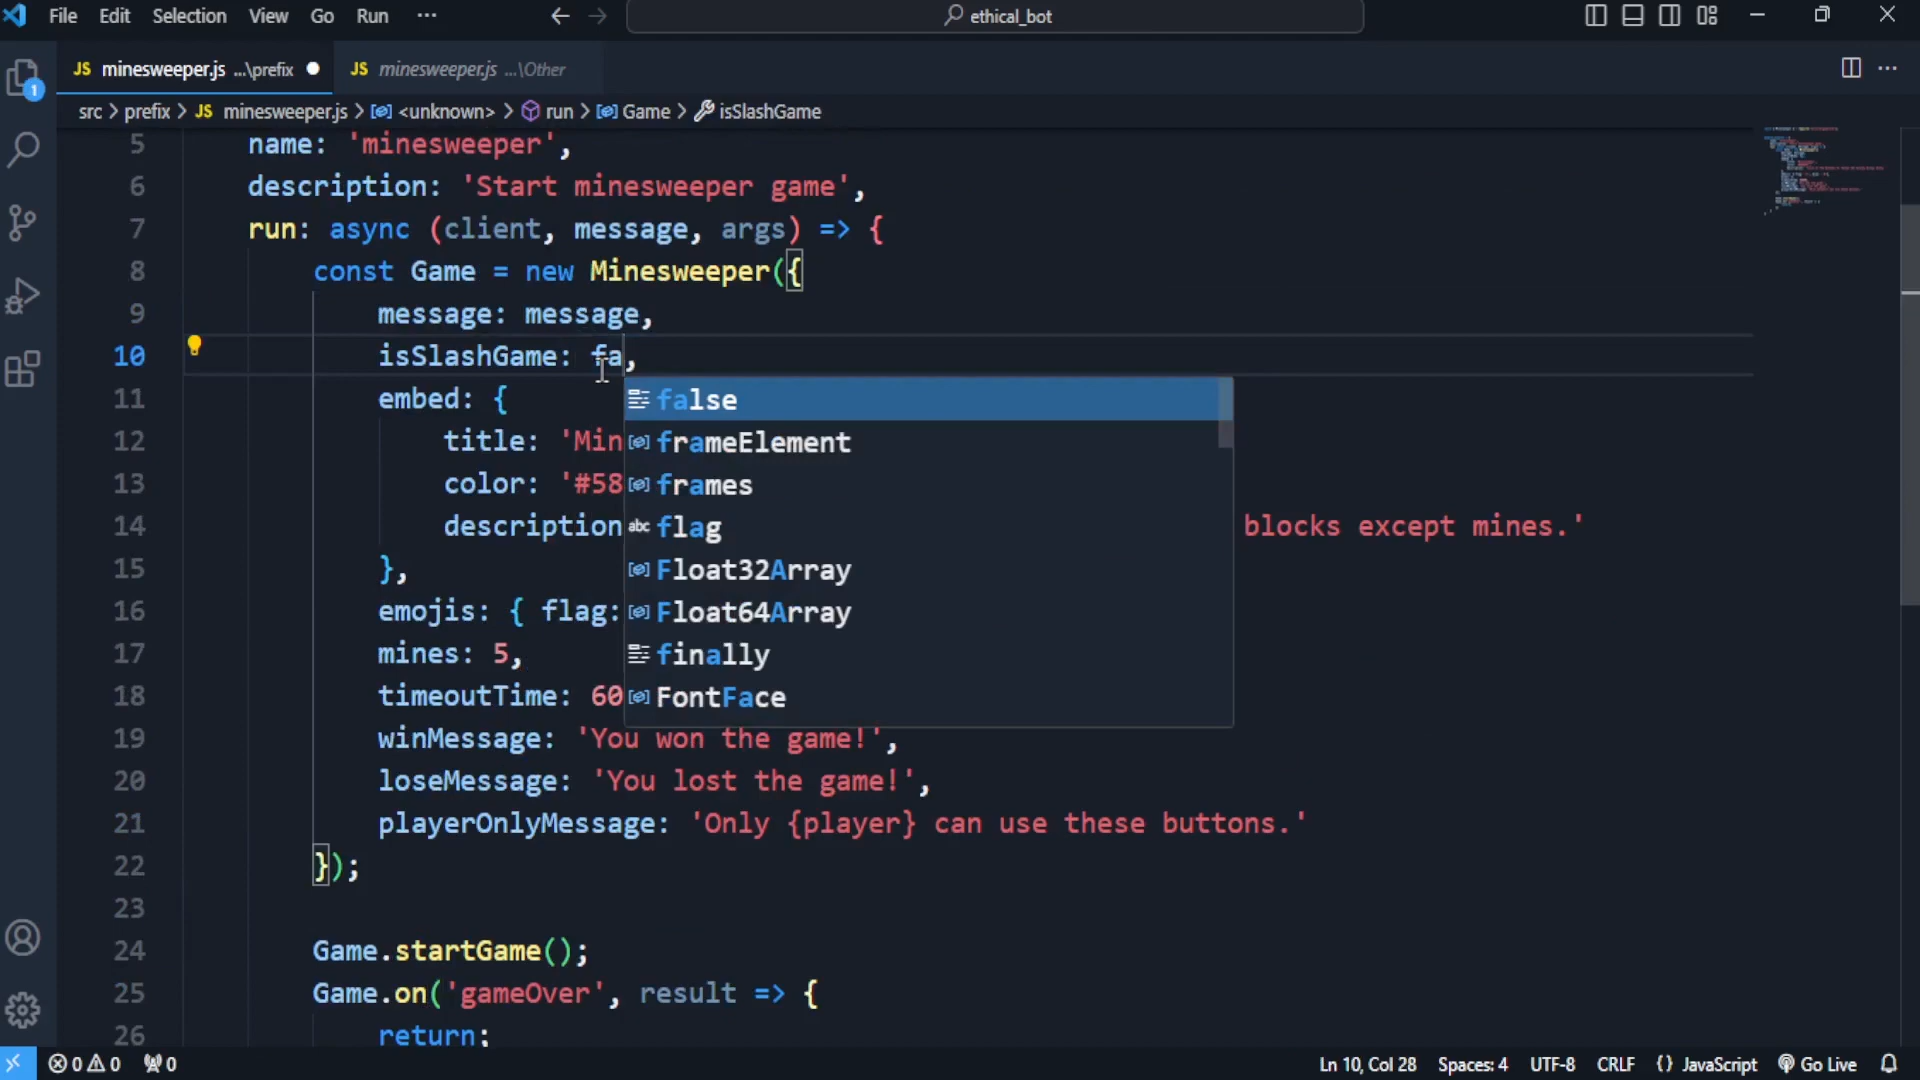 File Edit Selection View Go Run ··· ethical_bot
JS minesweeper.js ...\prefix JS minesweeper.js ...\Other
1
src > prefix > JS minesweeper.js > <unknown> > run > Game > isSlashGame
5 name: 'minesweeper',
6 description: 'Start minesweeper game',
7 run: async (client, message, args) => {
8 const Game = new Minesweeper({
9 message: message,
10 isSlashGame: fa,
11 embed: { false
frameElement
12 title: 'Min
frames
13 color: '#58
14 description flag blocks except mines.'
15 }, Float32Array
16 emojis: { flag: Float64Array
17 mines: 5, finally
18 timeoutTime: 60 FontFace
19 winMessage: 'You won the game!',
20 loseMessage: 'You lost the game!',
21 playerOnlyMessage: 'Only {player} can use these buttons.'
22 });
23
24 Game.startGame();
25 Game.on('gameOver', result => {
26 return;
0 0 0 Ln 10, Col 28 Spaces: 4 UTF-8 CRLF {} JavaScript Go Live